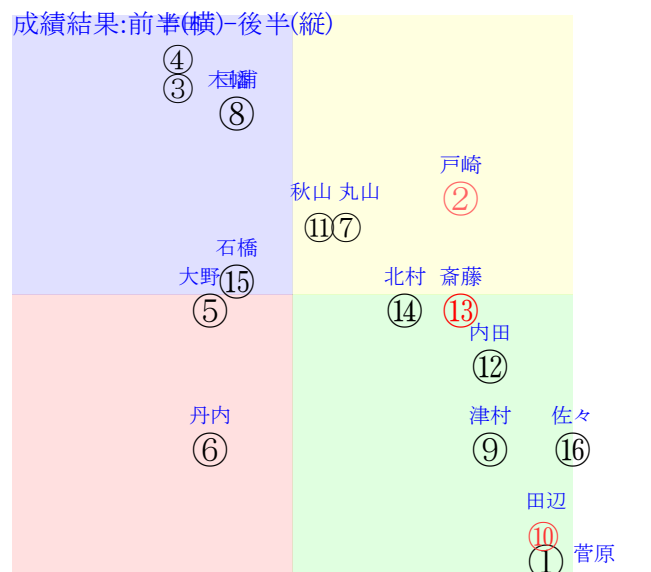 成績結果:前半(横)-後半(縦)
④
③
⑧
戸崎
②
秋山 丸山
⑪⑦
石橋
⑮
大野
⑤
北村 斎藤
⑭ ⑬
内田
⑫
丹内 津村 佐々
⑥ ⑨ ⑯
田辺
⑩
① 菅原